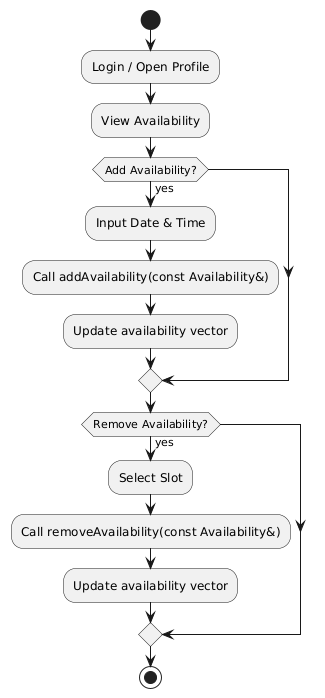 Login / Open Profile
View Availability
Add Availability?
yes
Input Date & Time
Call addAvailability(const Availability&)
Update availability vector
Remove Availability?
yes
Select Slot
Call removeAvailability(const Availability&)
Update availability vector